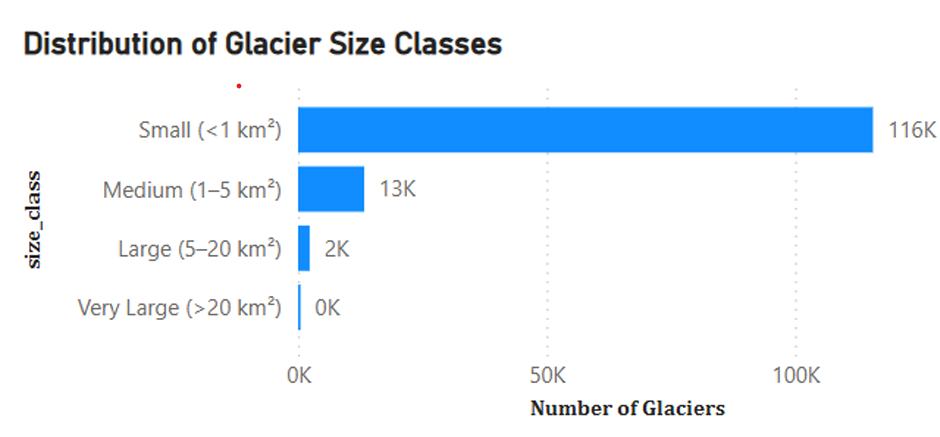 Distribution of Glacier Size Classes
Small (<1 km²) 116K
Medium (1–5 km²) 13K
Large (5–20 km²) 2K
Very Large (>20 km²) 0K
size_class
0K 50K 100K
Number of Glaciers